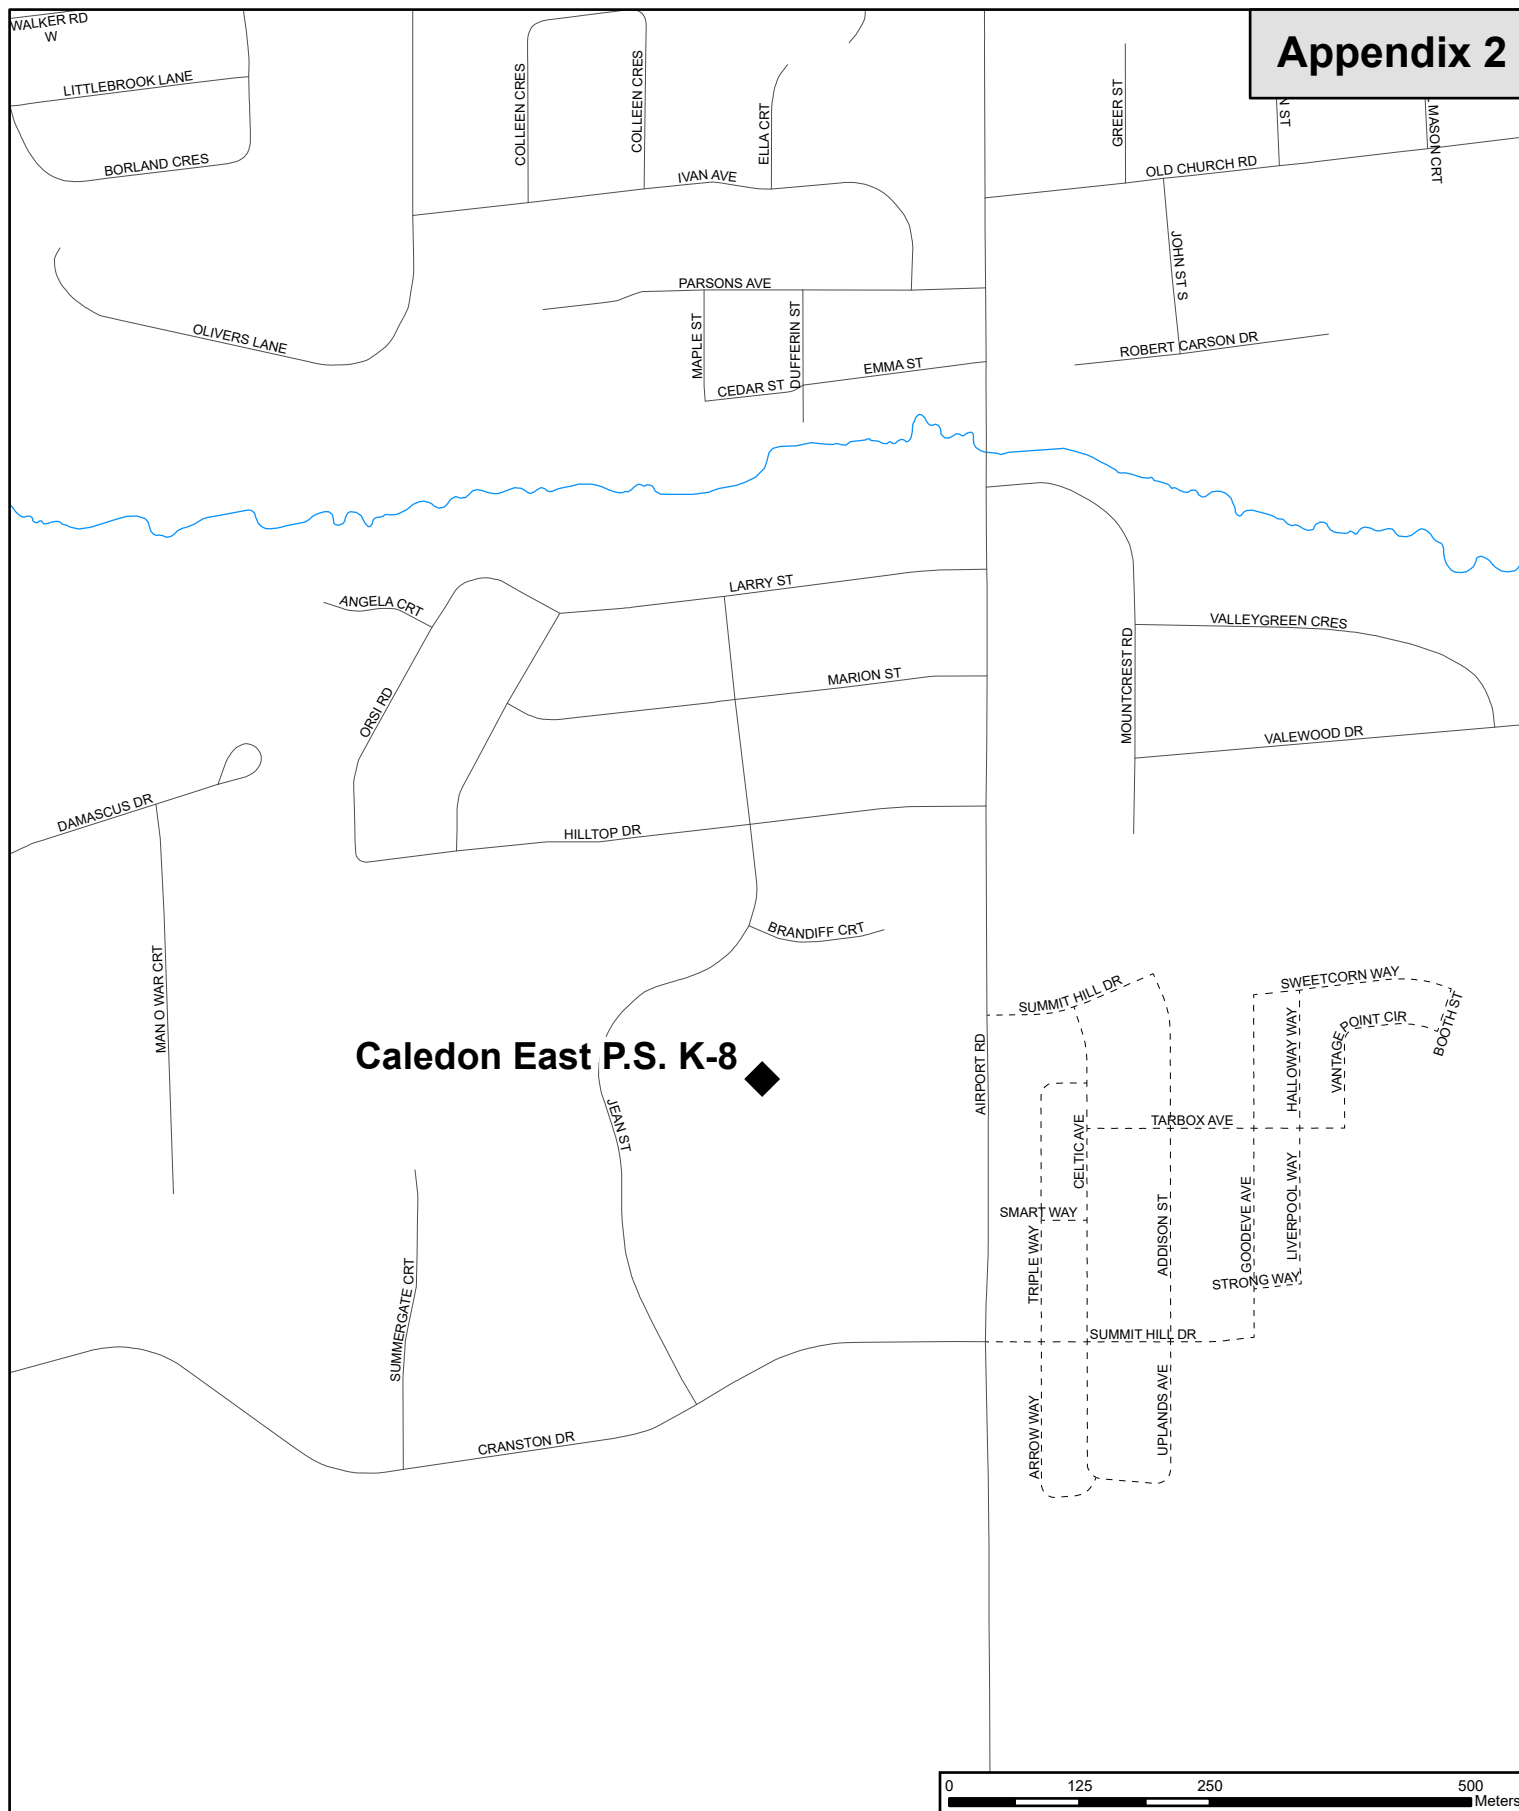 Appendix 2
WALKER RD
W
LITTLEBROOK LANE
BORLAND CRES
COLLEEN CRES
COLLEEN CRES
ELLA CRT
GREER ST
N ST
MASON CRT
OLD CHURCH RD
IVAN AVE
JOHN ST S
OLIVERS LANE
PARSONS AVE
MAPLE ST
DUFFERIN ST
CEDAR ST
EMMA ST
ROBERT CARSON DR
ANGELA CRT
LARRY ST
ORSI RD
MARION ST
MOUNTCREST RD
VALLEYGREEN CRES
VALEWOOD DR
DAMASCUS DR
HILLTOP DR
MAN O WAR CRT
BRANDIFF CRT
SUMMIT HILL DR
SWEETCORN WAY
BOOTH ST
HALLOWAY WAY
VANTAGE POINT CIR
AIRPORT RD
Caledon East P.S. K-8
JEAN ST
TARBOX AVE
CELTIC AVE
SMART WAY
TRIPLE WAY
ADDISON ST
GOODEVE AVE
LIVERPOOL WAY
STRONG WAY
SUMMIT HILL DR
SUMMERGATE CRT
ARROW WAY
UPLANDS AVE
CRANSTON DR
0 125 250 500
Meters